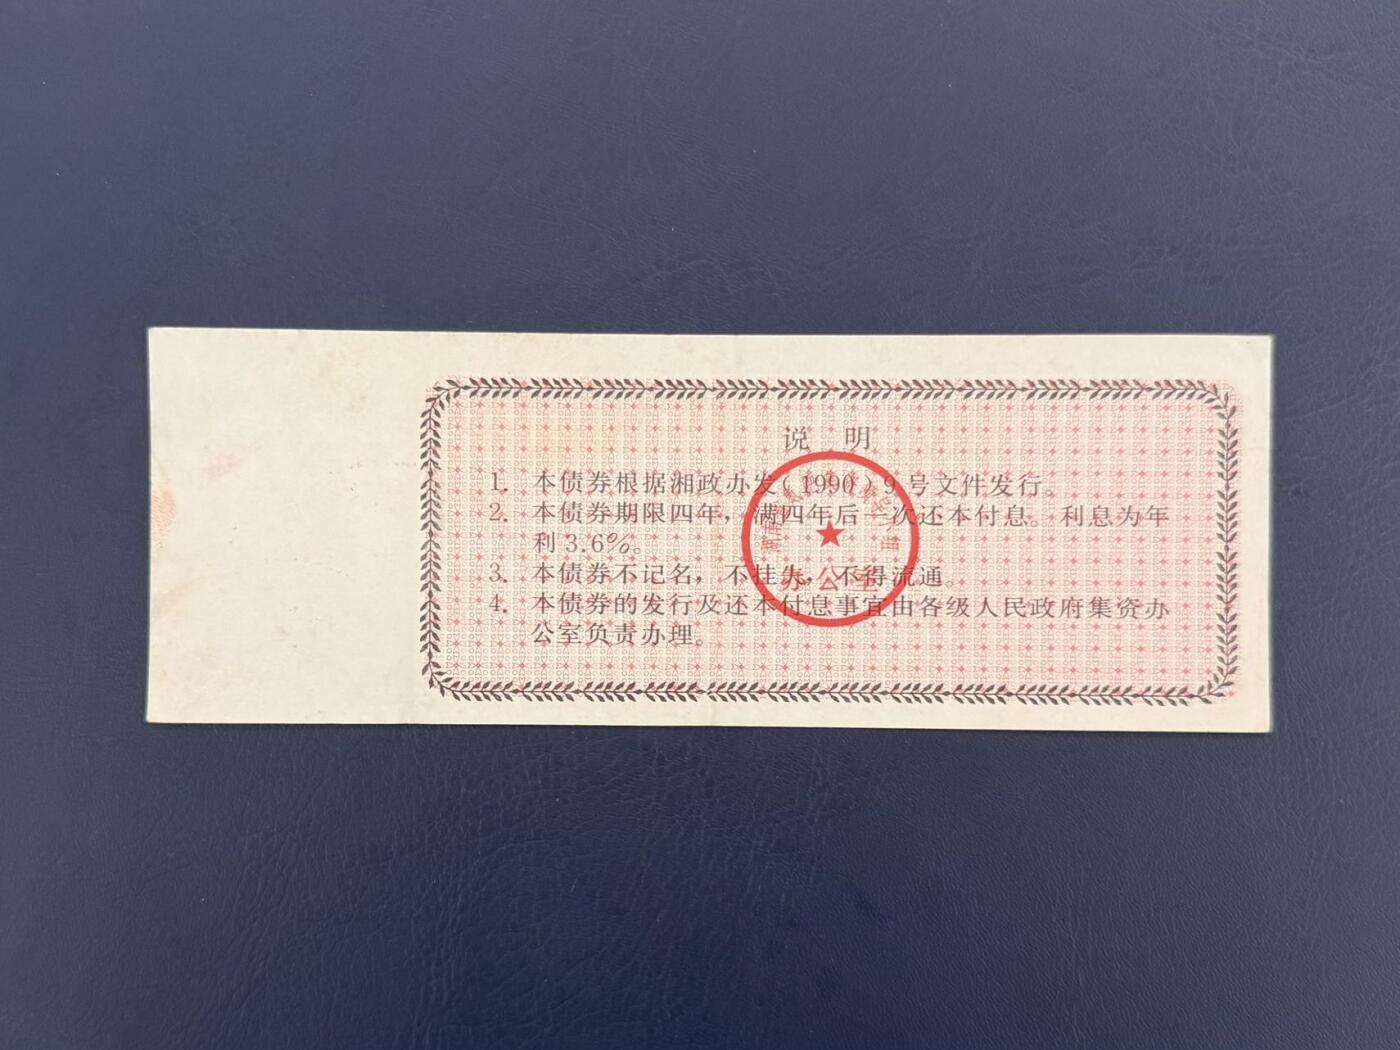 说 明
1. 本债券根据湘政办发（1990）9号文件发行。
2. 本债券期限四年，满四年后一次还本付息。利息为年
利3.6%。
3. 本债券不记名，不挂失，不得流通。
4. 本债券的发行及还本付息事宜由各级人民政府集资办
公室负责办理。
办公室